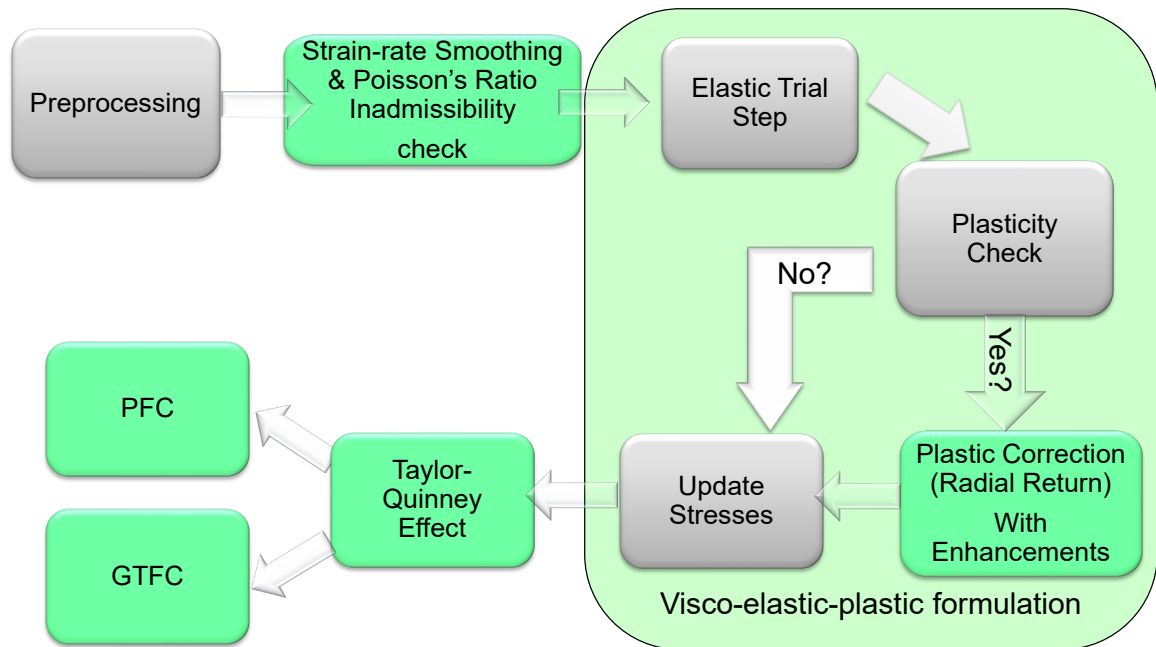 Preprocessing
Strain-rate Smoothing
& Poisson's Ratio
Inadmissibility
check
Elastic Trial
Step
Plasticity
Check
No?
Yes?
PFC
Taylor-
Quinney
Effect
Update
Stresses
Plastic Correction
(Radial Return)
With
Enhancements
GTFC
Visco-elastic-plastic formulation